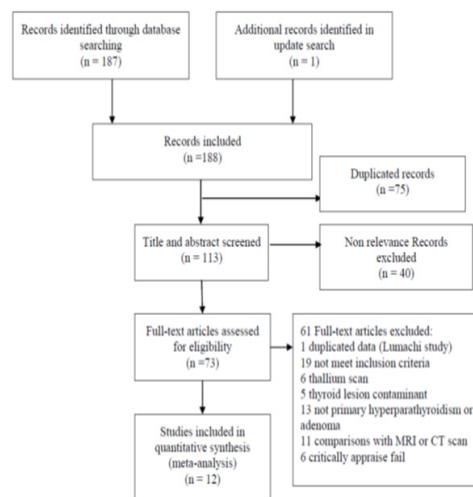 Records identified through database
searching
(n = 187)
Additional records identified in
update search
(n = 1)
Records included
(n =188)
Duplicated records
(n =75)
Title and abstract screened
(n = 113)
Non relevance Records
excluded
(n = 40)
Full-text articles assessed
for eligibility
(n =73)
61 Full-text articles excluded:
1 duplicated data (Lumachi study)
19 not meet inclusion criteria
6 thallium scan
5 thyroid lesion contaminant
13 not primary hyperparathyroidism or
adenoma
11 comparisons with MRI or CT scan
6 critically appraise fail
Studies included in
quantitative synthesis
(meta-analysis)
(n = 12)